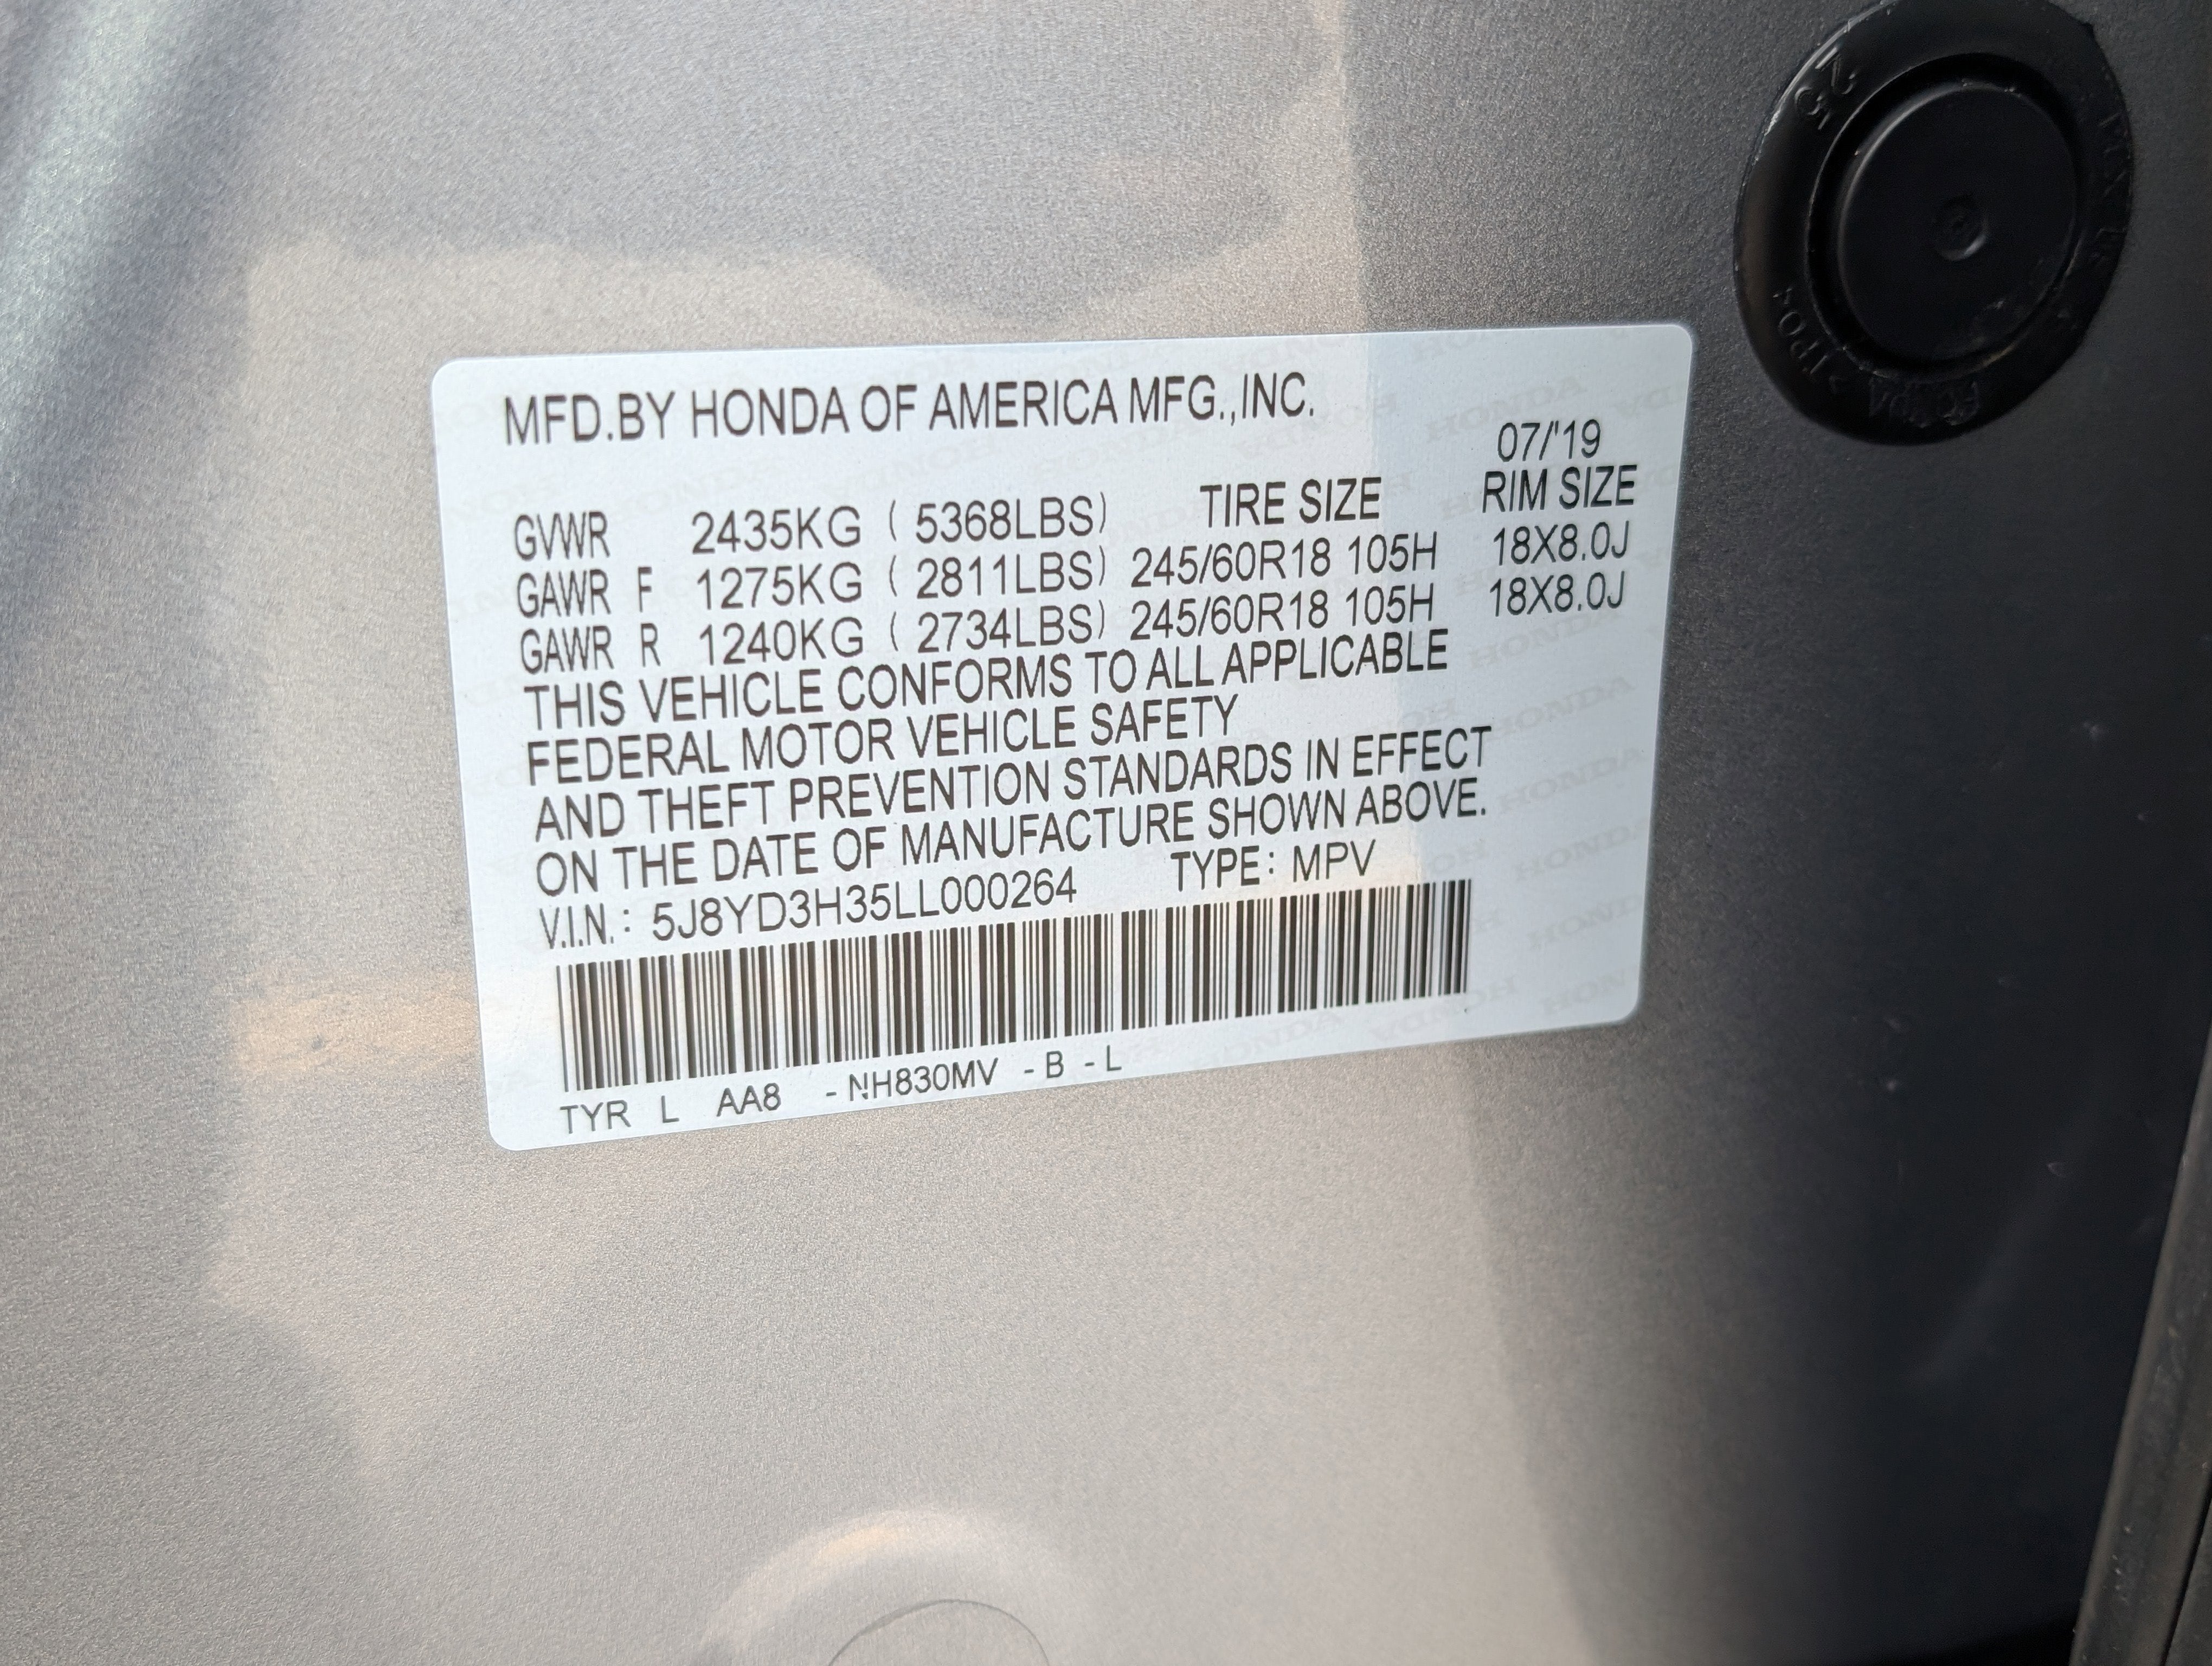 MFD.BY HONDA OF AMERICA MFG.,INC.
07/'19
GVWR 2435KG ( 5368LBS) TIRE SIZE RIM SIZE
GAWR F 1275KG ( 2811LBS) 245/60R18 105H 18X8.0J
GAWR R 1240KG ( 2734LBS) 245/60R18 105H 18X8.0J
THIS VEHICLE CONFORMS TO ALL APPLICABLE
FEDERAL MOTOR VEHICLE SAFETY
AND THEFT PREVENTION STANDARDS IN EFFECT
ON THE DATE OF MANUFACTURE SHOWN ABOVE.
V.I.N.: 5J8YD3H35LL000264 TYPE: MPV
TYR L AA8 -NH830MV -B -L